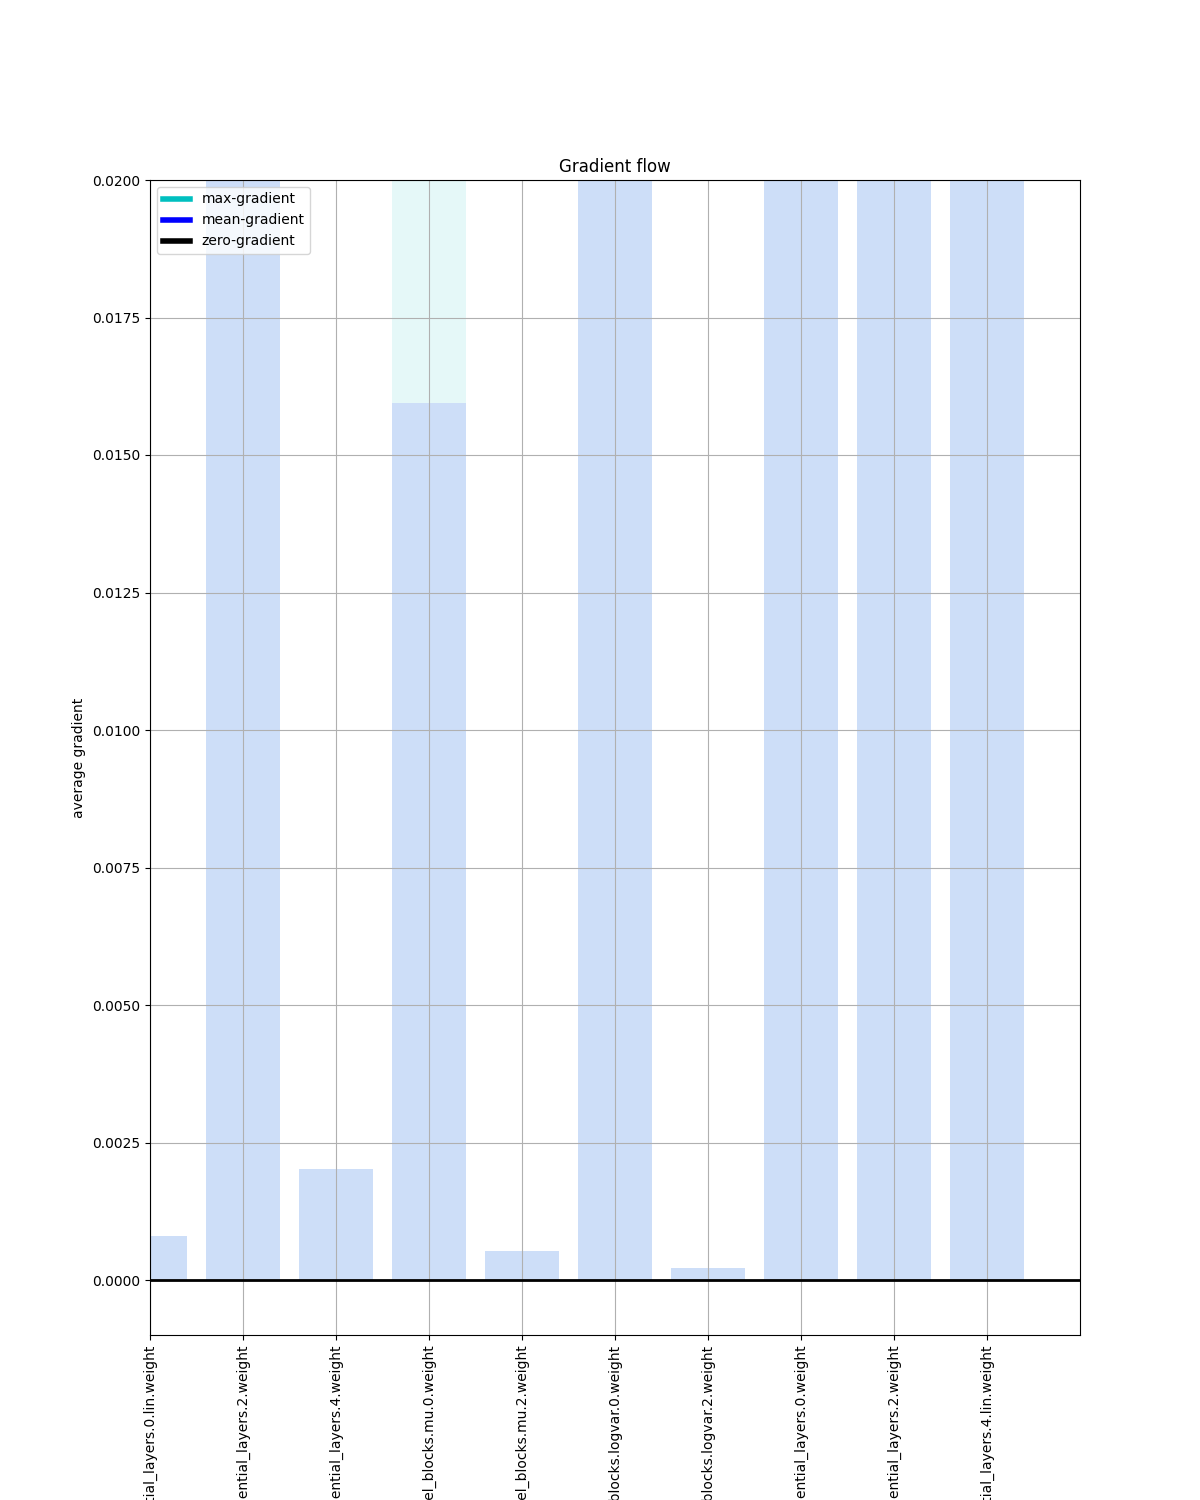 Gradient flow
max-gradient
mean-gradient
zero-gradient
0.0200
0.0175
0.0150
0.0125
0.0100
0.0075
0.0050
0.0025
0.0000
average gradient
tial_layers.0.lin.weight
ential_layers.2.weight
ential_layers.4.weight
el_blocks.mu.0.weight
el_blocks.mu.2.weight
blocks.logvar.0.weight
blocks.logvar.2.weight
ential_layers.0.weight
ential_layers.2.weight
tial_layers.4.lin.weight